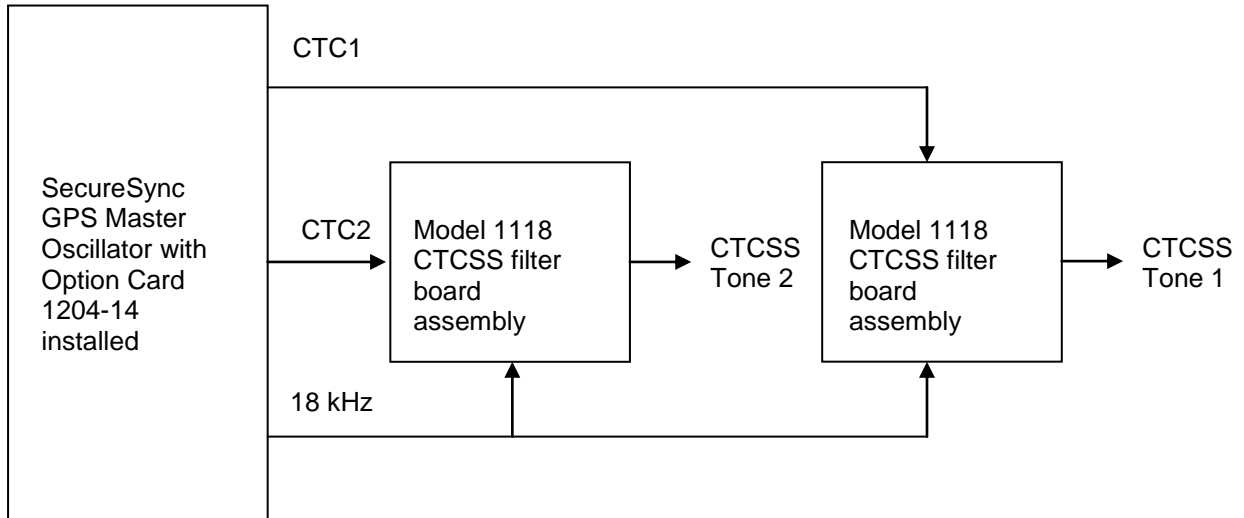 CTC1
SecureSync
GPS Master
Oscillator with
Option Card
1204-14
installed
CTC2
Model 1118
CTCSS filter
board
assembly
CTCSS
Tone 2
Model 1118
CTCSS filter
board
assembly
CTCSS
Tone 1
18 kHz